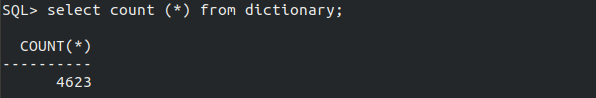 SQL> select count (*) from dictionary;
COUNT(*)
----------
4623